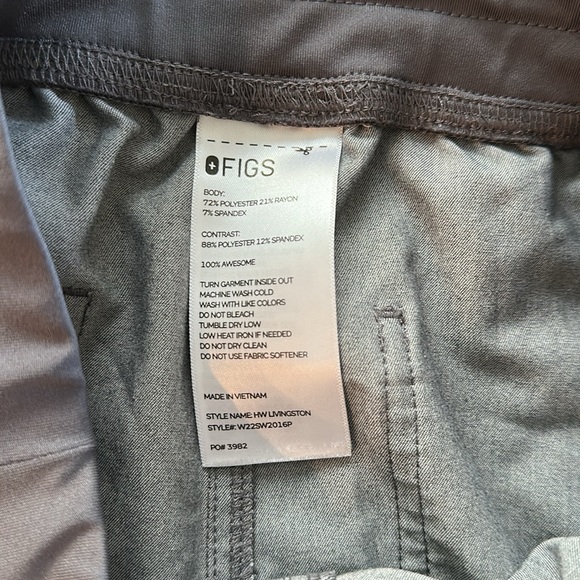 FIGS
BODY:
72% POLYESTER 21% RAYON
7% SPANDEX
CONTRAST:
88% POLYESTER 12% SPANDEX
100% AWESOME
TURN GARMENT INSIDE OUT
MACHINE WASH COLD
WASH WITH LIKE COLORS
DO NOT BLEACH
TUMBLE DRY LOW
LOW HEAT IRON IF NEEDED
DO NOT DRY CLEAN
DO NOT USE FABRIC SOFTENER
MADE IN VIETNAM
STYLE NAME: HW LIVINGSTON
STYLE#: W22SW2016P
PO# 3982